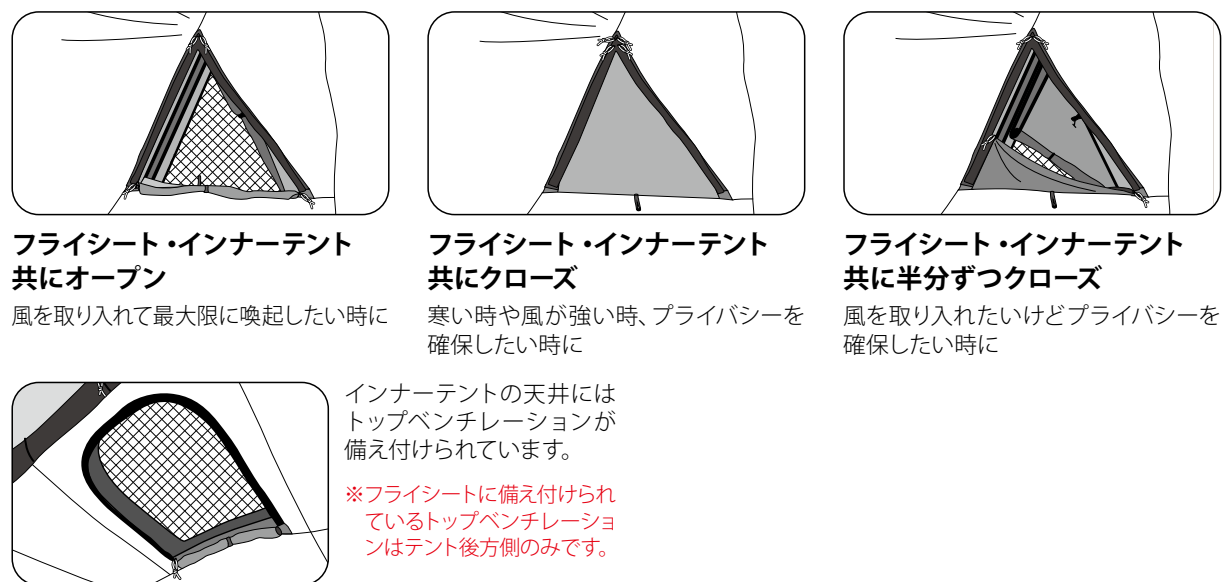 フライシート・インナーテント
共にオープン
風を取り入れて最大限に喚起したい時に
フライシート・インナーテント
共にクローズ
寒い時や風が強い時、プライバシーを
確保したい時に
フライシート・インナーテント
共に半分ずつクローズ
風を取り入れたいけどプライバシーを
確保したい時に
インナーテントの天井には
トップベンチレーションが
備え付けられています。
※フライシートに備え付けられ
ているトップベンチレーショ
ンはテント後方側のみです。